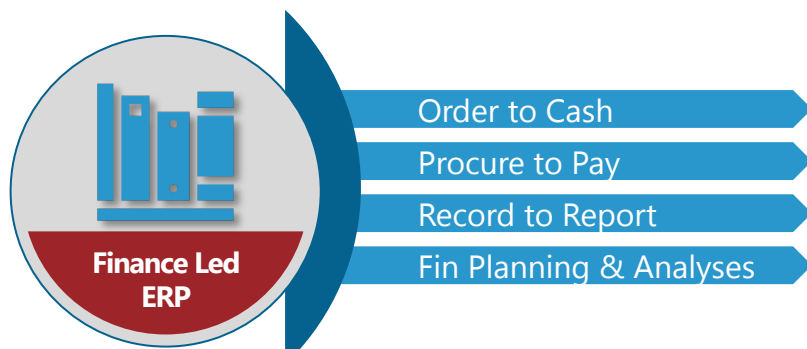 Finance Led
ERP
Order to Cash
Procure to Pay
Record to Report
Fin Planning & Analyses